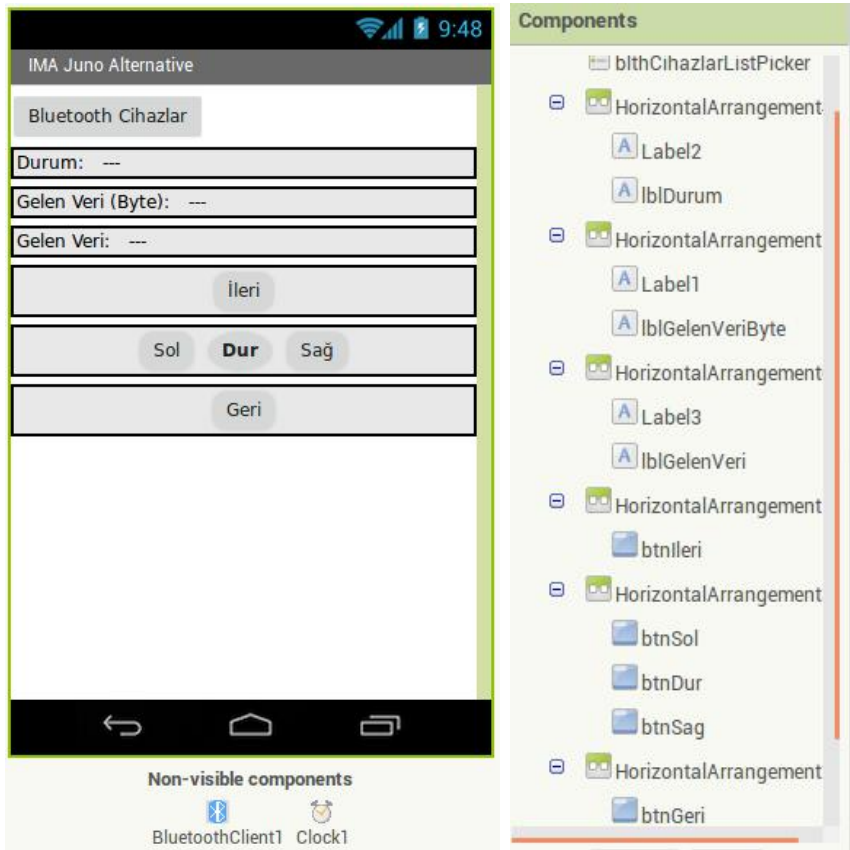 9:48
IMA Juno Alternative
Bluetooth Cihazlar
Durum: ---
Gelen Veri (Byte): ---
Gelen Veri: ---
İleri
Sol Dur Sağ
Geri
Non-visible components
BluetoothClient1 Clock1
Components
blthCihazlarListPicker
HorizontalArrangement
Label2
lblDurum
HorizontalArrangement
Label1
lblGelenVeriByte
HorizontalArrangement
Label3
lblGelenVeri
HorizontalArrangement
btnIleri
HorizontalArrangement
btnSol
btnDur
btnSag
HorizontalArrangement
btnGeri